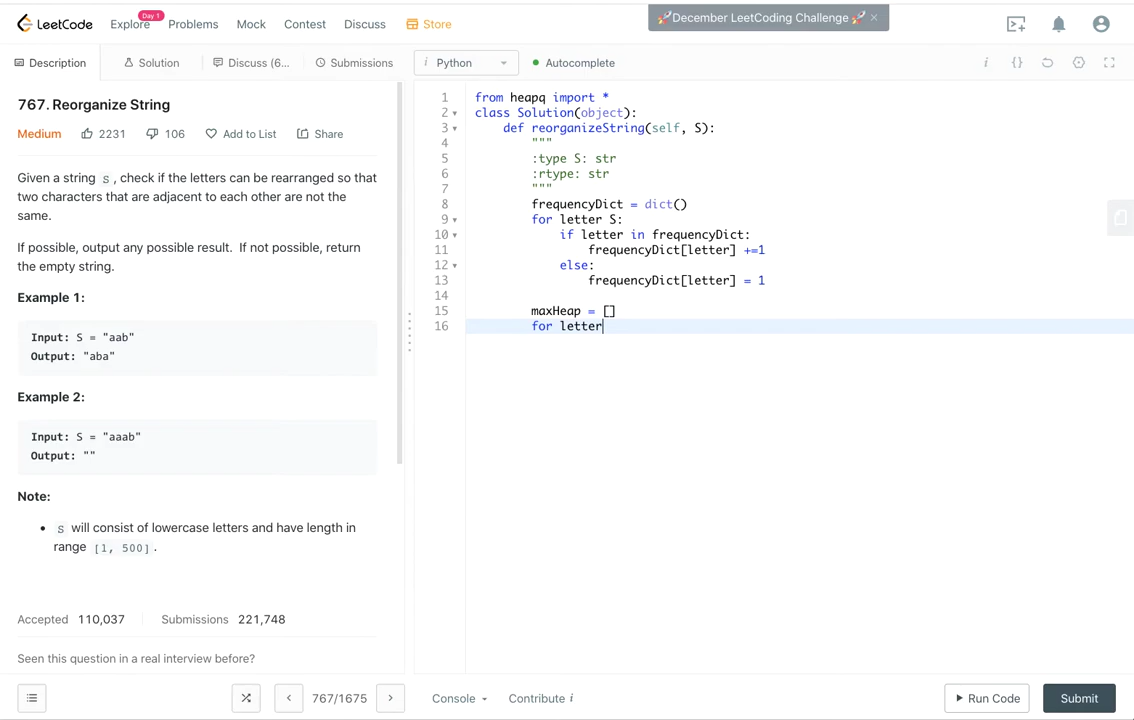 LeetCode
Explore
Day 1
Problems
Mock
Contest
Discuss
Store
🚀December LeetCoding Challenge 🚀 ×
Description
Solution
Discuss (6...
Submissions
i Python
Autocomplete
767. Reorganize String
Medium 2231 106 Add to List Share
Given a string S , check if the letters can be rearranged so that
two characters that are adjacent to each other are not the
same.
If possible, output any possible result. If not possible, return
the empty string.
Example 1:
Input: S = "aab"
Output: "aba"
Example 2:
Input: S = "aaab"
Output: ""
Note:
• S will consist of lowercase letters and have length in
range [1, 500] .
Accepted 110,037 Submissions 221,748
Seen this question in a real interview before?
1 from heapq import *
2 class Solution(object):
3 def reorganizeString(self, S):
4 """
5 :type S: str
6 :rtype: str
7 """
8 frequencyDict = dict()
9 for letter S:
10 if letter in frequencyDict:
11 frequencyDict[letter] +=1
12 else:
13 frequencyDict[letter] = 1
14
15 maxHeap = []
16 for letter
767/1675
Console
Contribute i
Run Code
Submit